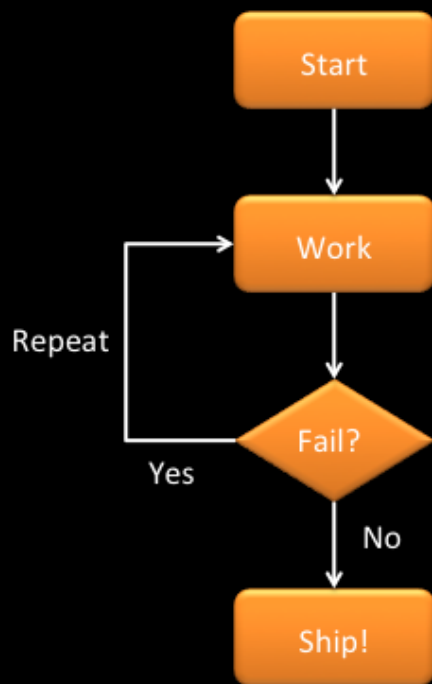 Start
Work
Repeat
Fail?
Yes
No
Ship!